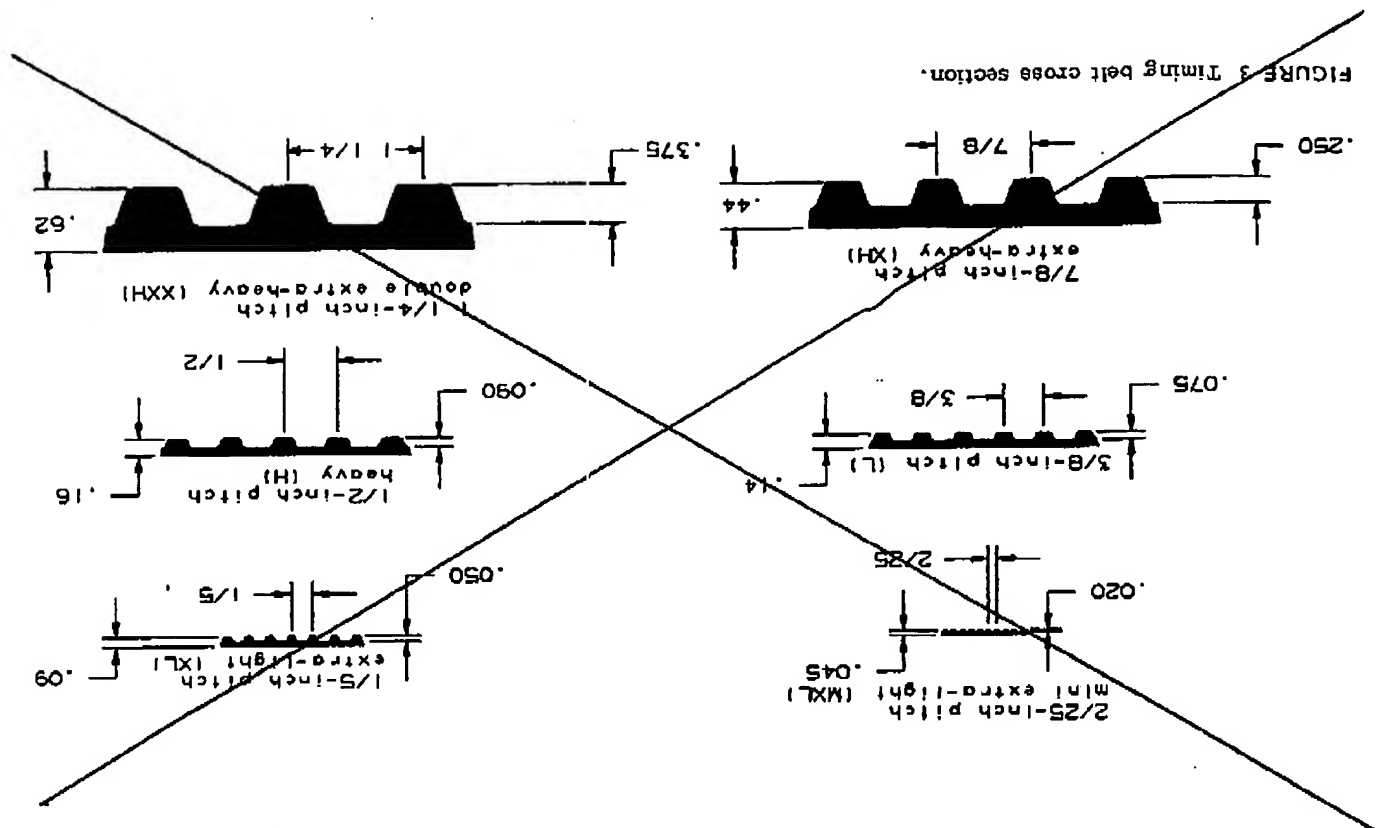 2/25-inch pitch
mini extra-light (MXL)
.045
.020
2/25
1/5-inch pitch
extra-light (XL)
.09
.050
1/5
3/8-inch pitch (L)
.14
.075
3/8
1/2-inch pitch
heavy (H)
.16
.090
1/2
7/8-inch pitch
extra-heavy (XH)
.44
.250
7/8
1 1/4-inch pitch
double extra-heavy (XXH)
.62
.375
1 1/4
FIGURE 3 Timing belt cross section.